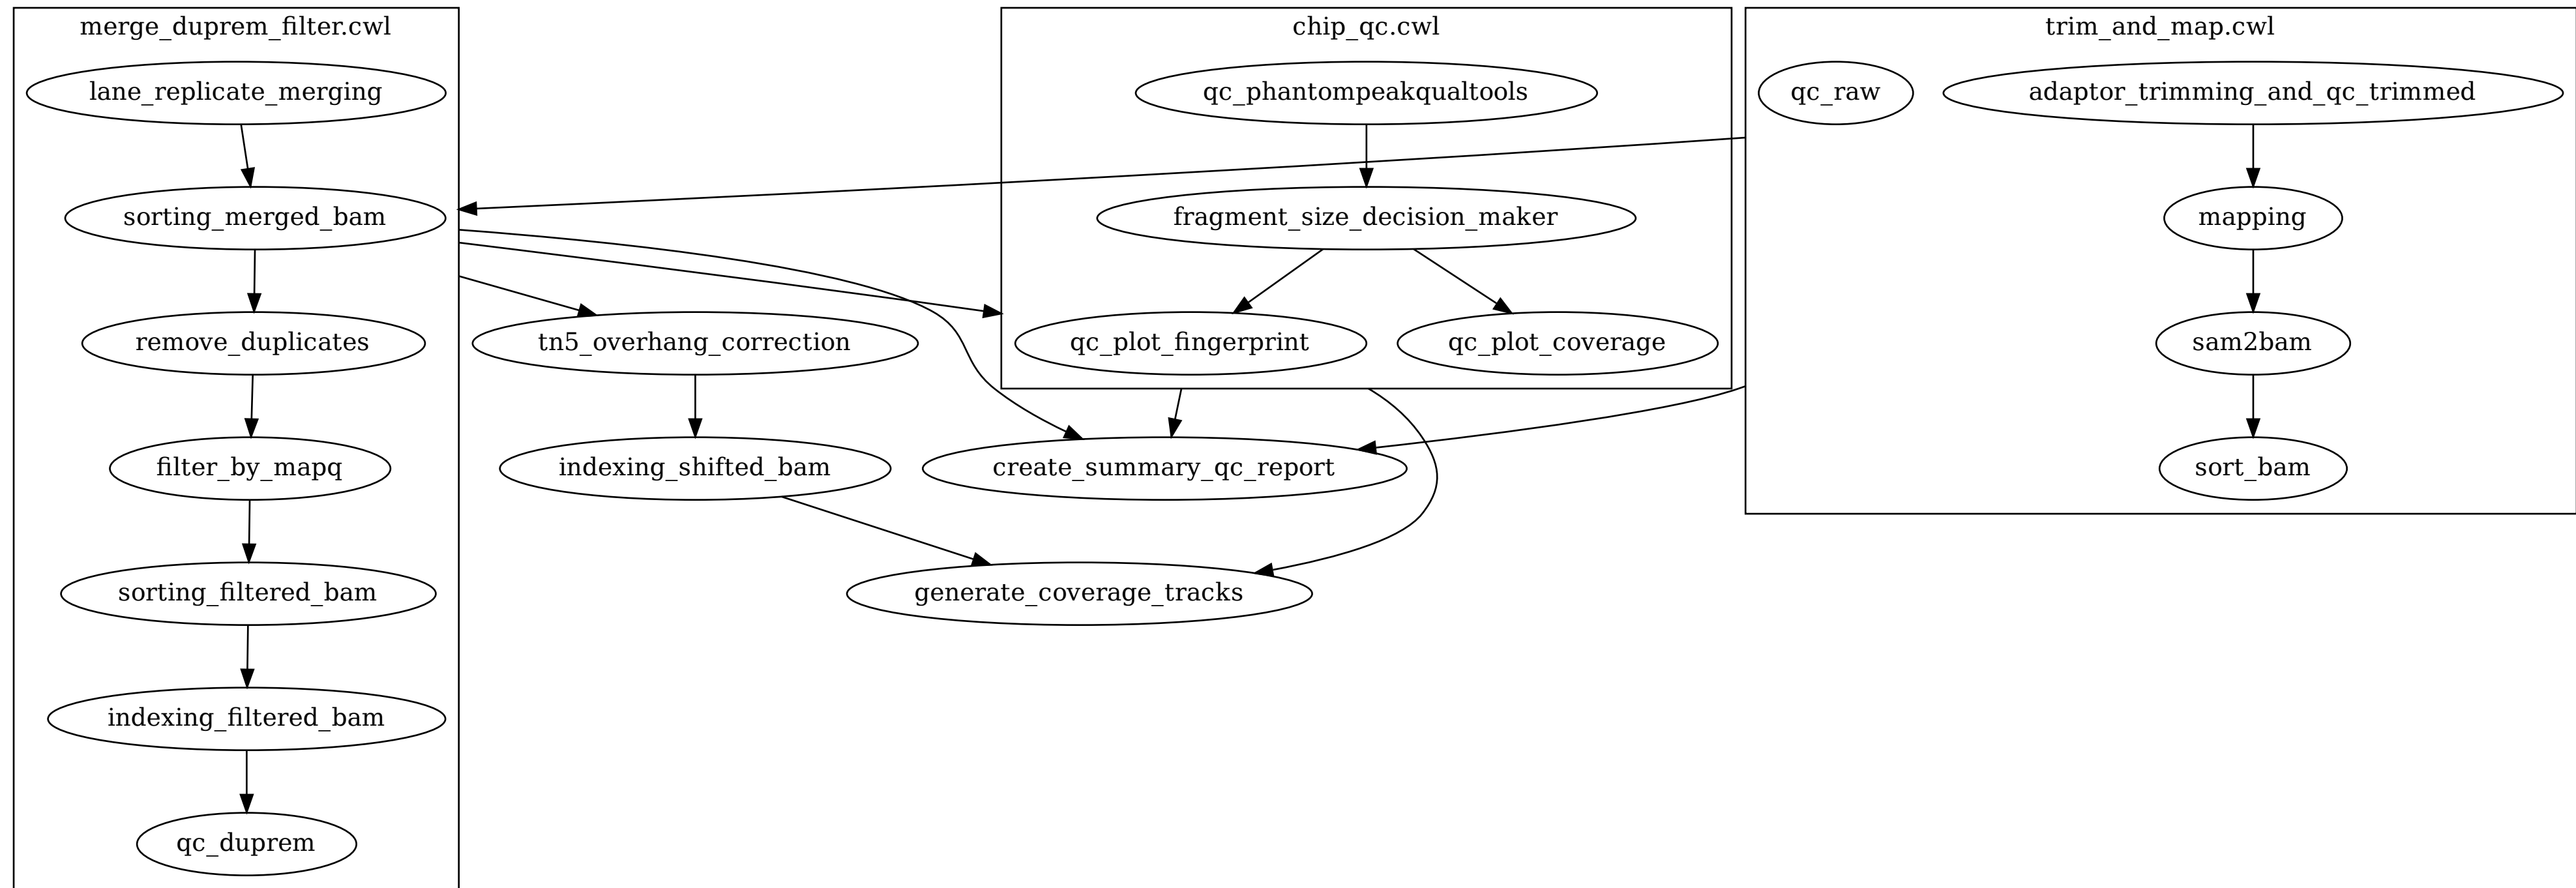 merge_duprem_filter.cwl
lane_replicate_merging
sorting_merged_bam
remove_duplicates
filter_by_mapq
sorting_filtered_bam
indexing_filtered_bam
qc_duprem
tn5_overhang_correction
indexing_shifted_bam
chip_qc.cwl
qc_phantompeakqualtools
fragment_size_decision_maker
qc_plot_fingerprint
qc_plot_coverage
create_summary_qc_report
generate_coverage_tracks
trim_and_map.cwl
qc_raw
adaptor_trimming_and_qc_trimmed
mapping
sam2bam
sort_bam